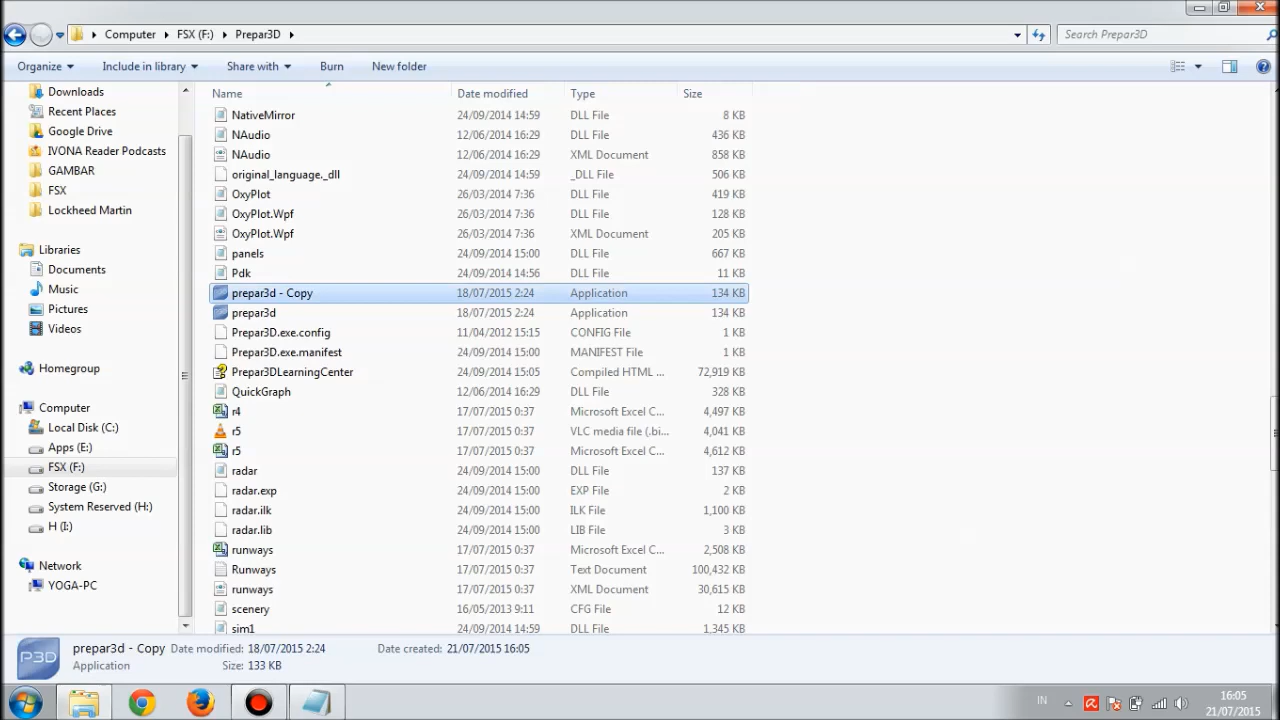 Computer FSX (F:) Prepar3D Search Prepar3D
Organize Include in library Share with Burn New folder
Downloads
Recent Places
Google Drive
IVONA Reader Podcasts
GAMBAR
FSX
Lockheed Martin
Libraries
Documents
Music
Pictures
Videos
Homegroup
Computer
Local Disk (C:)
Apps (E:)
FSX (F:)
Storage (G:)
System Reserved (H:)
H (I:)
Network
YOGA-PC
Name Date modified Type Size
NativeMirror 24/09/2014 14:59 DLL File 8 KB
NAudio 12/06/2014 16:29 DLL File 436 KB
NAudio 12/06/2014 16:29 XML Document 858 KB
original_language._dll 24/09/2014 14:59 _DLL File 506 KB
OxyPlot 26/03/2014 7:36 DLL File 419 KB
OxyPlot.Wpf 26/03/2014 7:36 DLL File 128 KB
OxyPlot.Wpf 26/03/2014 7:36 XML Document 205 KB
panels 24/09/2014 15:00 DLL File 667 KB
Pdk 24/09/2014 14:56 DLL File 11 KB
prepar3d - Copy 18/07/2015 2:24 Application 134 KB
prepar3d 18/07/2015 2:24 Application 134 KB
Prepar3D.exe.config 11/04/2012 15:15 CONFIG File 1 KB
Prepar3D.exe.manifest 24/09/2014 15:00 MANIFEST File 1 KB
Prepar3DLearningCenter 24/09/2014 15:05 Compiled HTML ... 72,919 KB
QuickGraph 12/06/2014 16:29 DLL File 328 KB
r4 17/07/2015 0:37 Microsoft Excel C... 4,497 KB
r5 17/07/2015 0:37 VLC media file (.bi... 4,041 KB
r5 17/07/2015 0:37 Microsoft Excel C... 4,612 KB
radar 24/09/2014 15:00 DLL File 137 KB
radar.exp 24/09/2014 15:00 EXP File 2 KB
radar.ilk 24/09/2014 15:00 ILK File 1,100 KB
radar.lib 24/09/2014 15:00 LIB File 3 KB
runways 17/07/2015 0:37 Microsoft Excel C... 2,508 KB
Runways 17/07/2015 0:37 Text Document 100,432 KB
runways 17/07/2015 0:37 XML Document 30,615 KB
scenery 16/05/2013 9:11 CFG File 12 KB
sim1 24/09/2014 14:59 DLL File 1,345 KB
P3D
prepar3d - Copy Date modified: 18/07/2015 2:24 Date created: 21/07/2015 16:05
Application Size: 133 KB
IN
16:05
21/07/2015